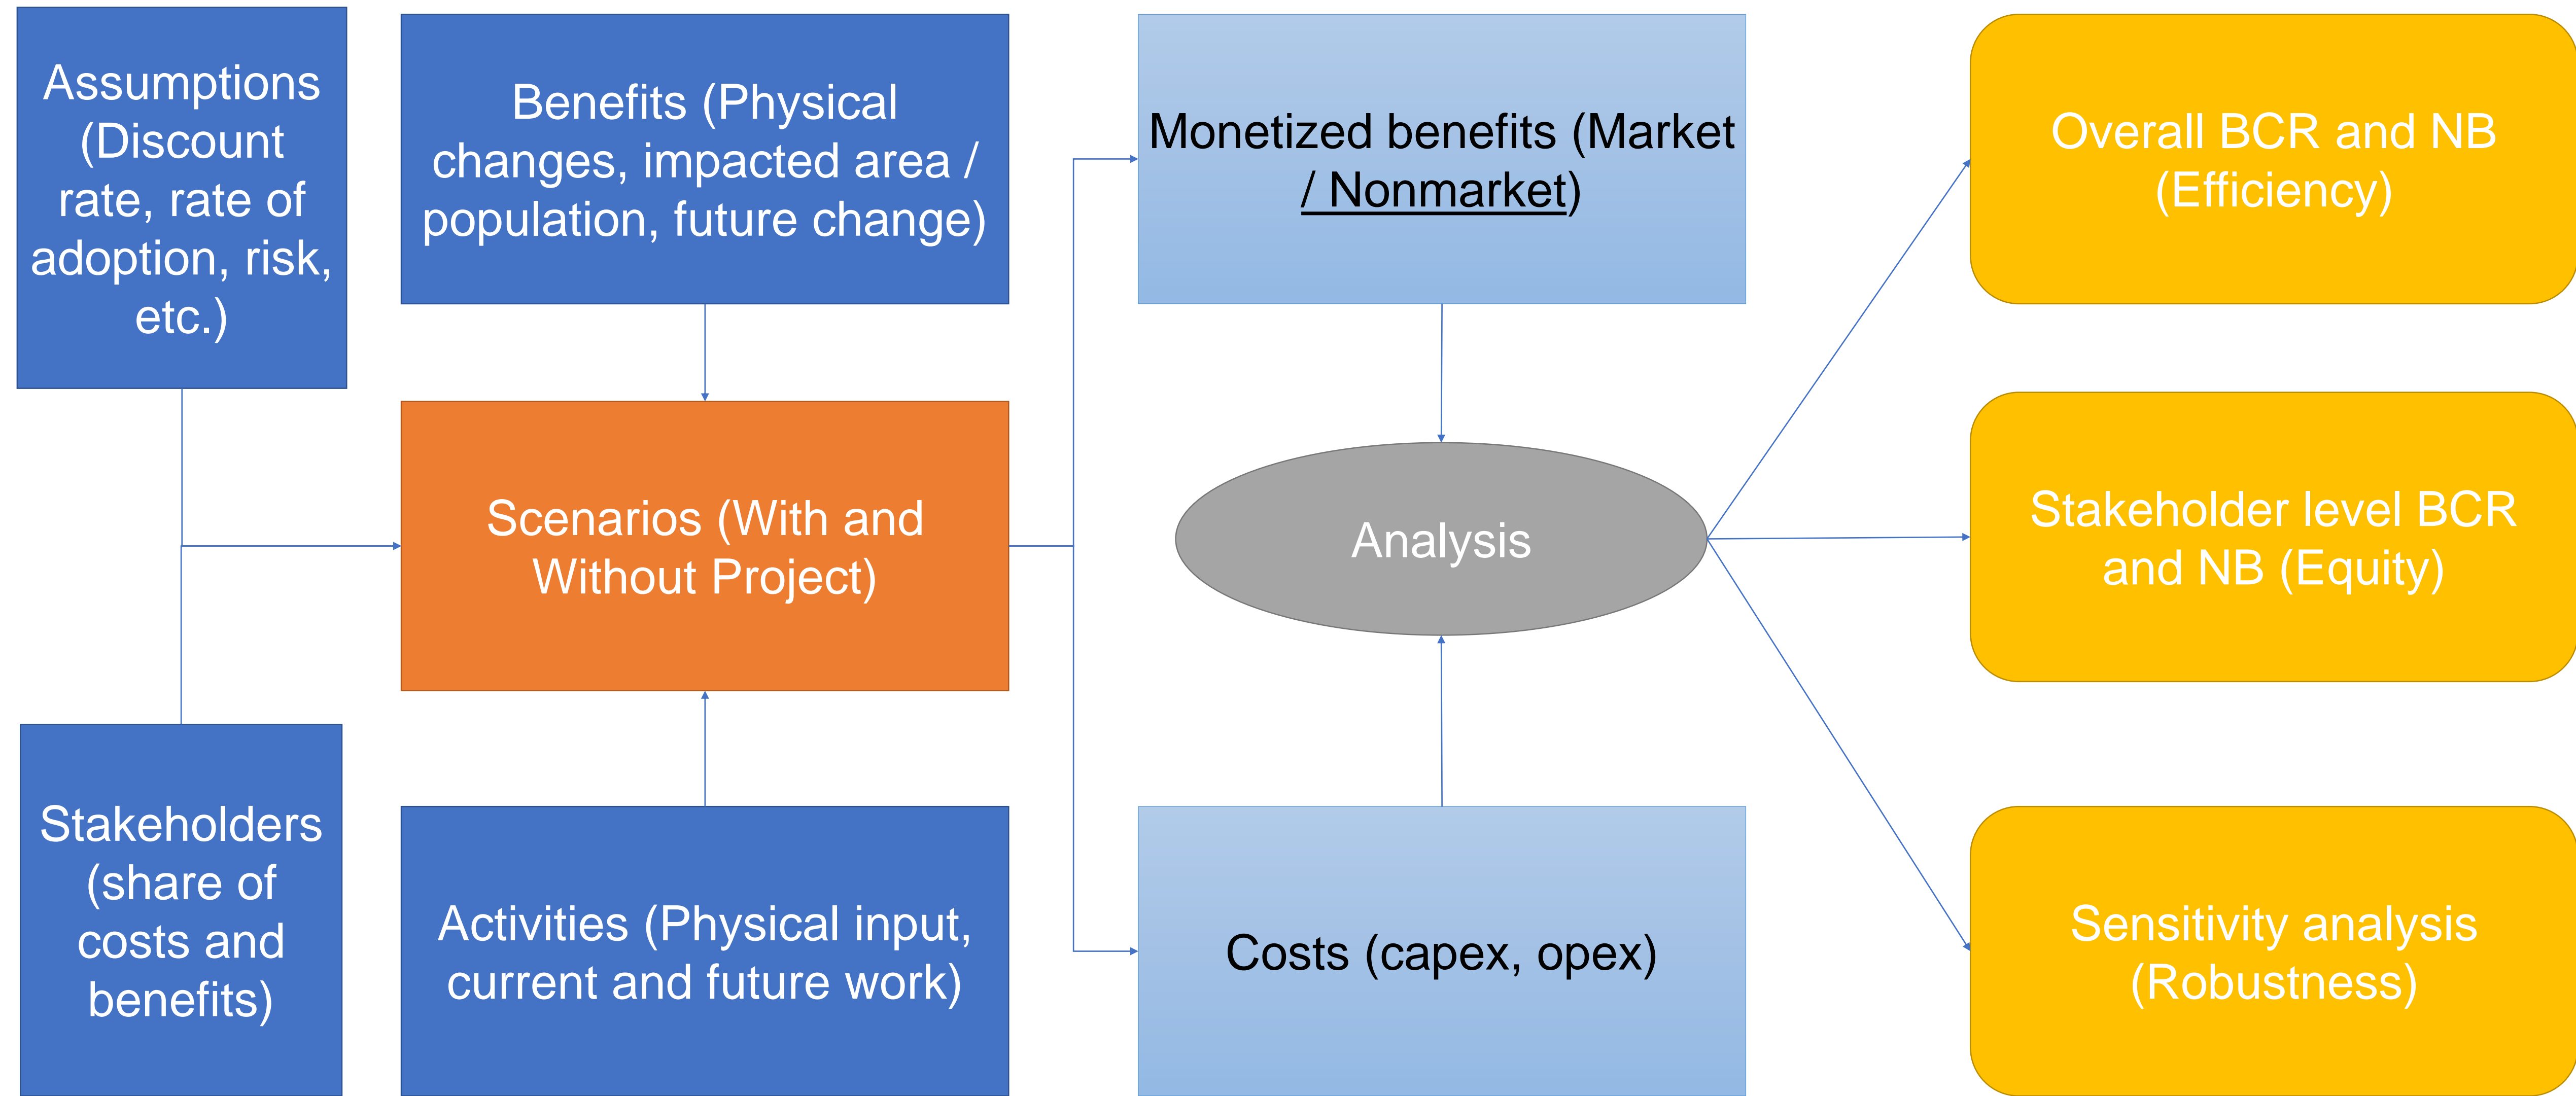 Assumptions
(Discount
rate, rate of
adoption, risk,
etc.)
Benefits (Physical
changes, impacted area /
population, future change)
Monetized benefits (Market
/ Nonmarket)
Overall BCR and NB
(Efficiency)
Scenarios (With and
Without Project)
Analysis
Stakeholder level BCR
and NB (Equity)
Stakeholders
(share of
costs and
benefits)
Activities (Physical input,
current and future work)
Costs (capex, opex)
Sensitivity analysis
(Robustness)